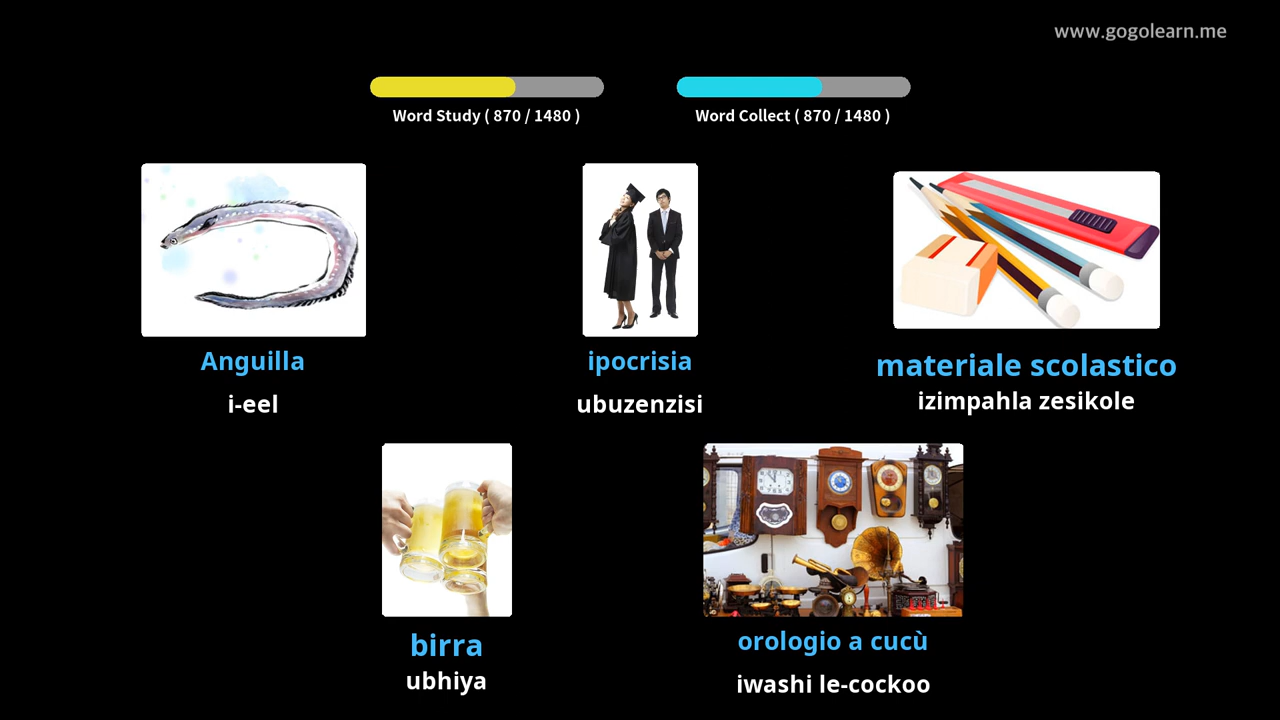 www.gogolearn.me
Word Study ( 870 / 1480 )
Word Collect ( 870 / 1480 )
Anguilla
i-eel
ipocrisia
ubuzenzisi
materiale scolastico
izimpahla zesikole
birra
ubhiya
orologio a cucù
iwashi le-cockoo